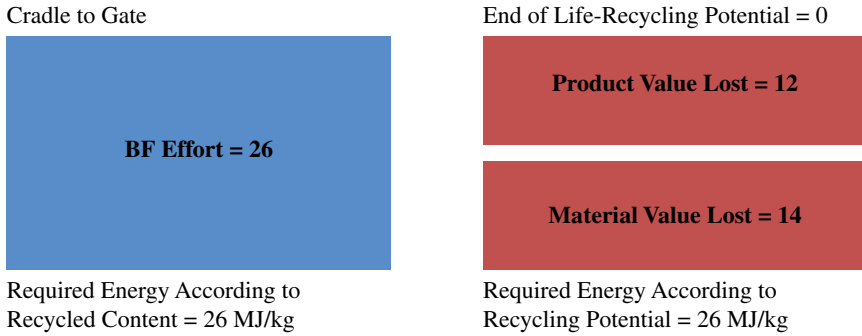 Cradle to Gate
BF Effort = 26
Required Energy According to
Recycled Content = 26 MJ/kg
End of Life-Recycling Potential = 0
Product Value Lost = 12
Material Value Lost = 14
Required Energy According to
Recycling Potential = 26 MJ/kg